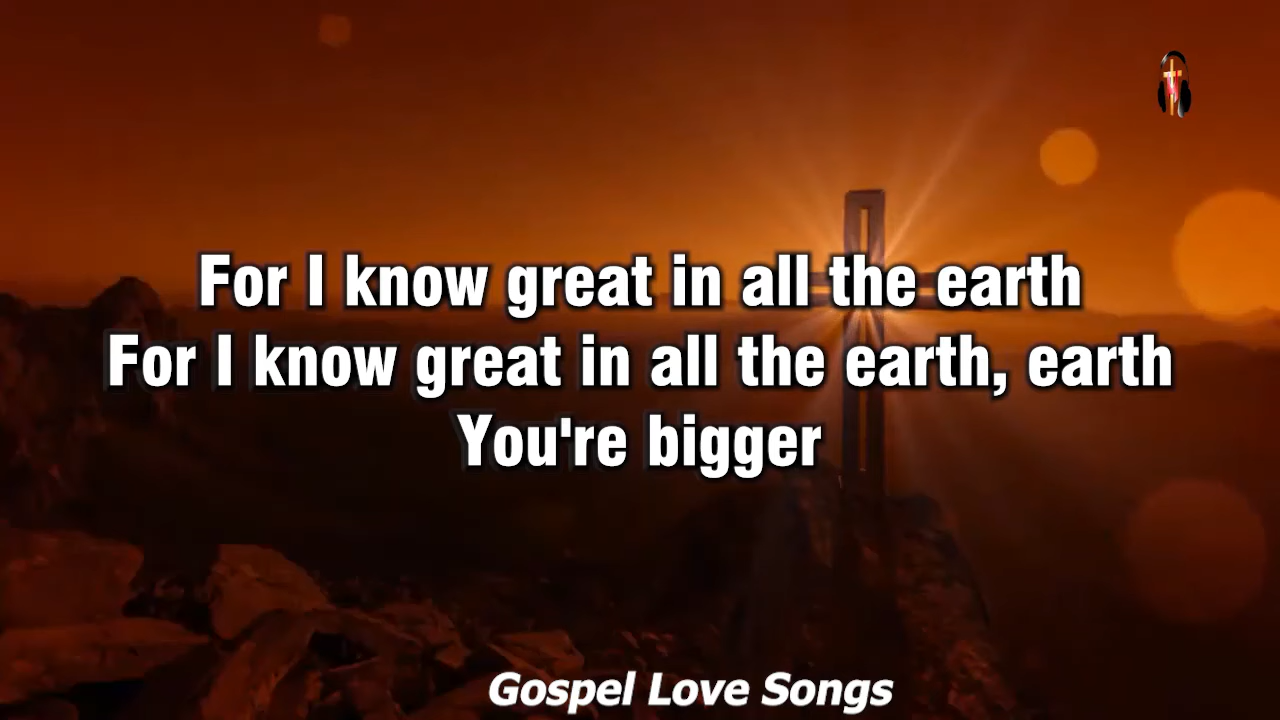 For I know great in all the earth
For I know great in all the earth, earth
You're bigger
Gospel Love Songs